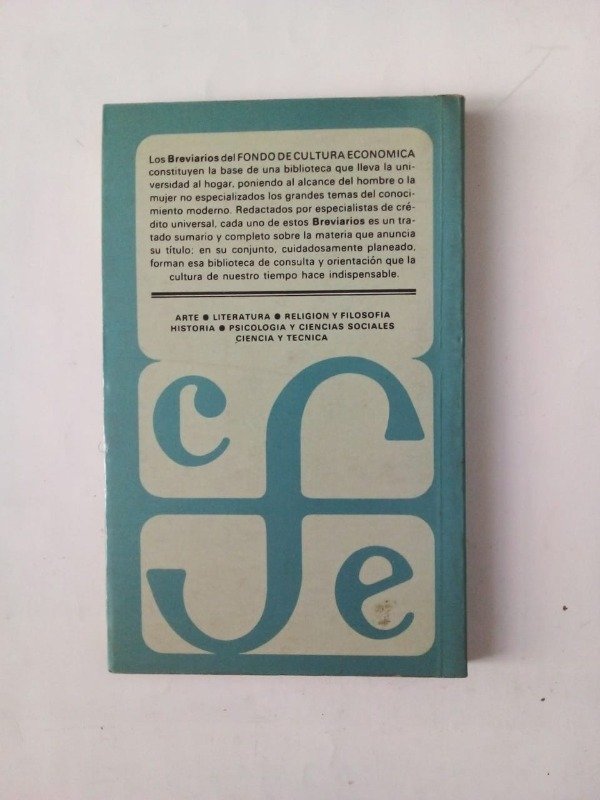 Los Breviarios del FONDO DE CULTURA ECONOMICA
constituyen la base de una biblioteca que lleva la uni-
versidad al hogar, poniendo al alcance del hombre o la
mujer no especializados los grandes temas del conoci-
miento moderno. Redactados por especialistas de cré-
dito universal, cada uno de estos Breviarios es un tra-
tado sumario y completo sobre la materia que anuncia
su título; en su conjunto, cuidadosamente planeado,
forman esa biblioteca de consulta y orientación que la
cultura de nuestro tiempo hace indispensable.
ARTE ● LITERATURA ● RELIGION Y FILOSOFIA
HISTORIA ● PSICOLOGIA Y CIENCIAS SOCIALES
CIENCIA Y TECNICA
c f
e